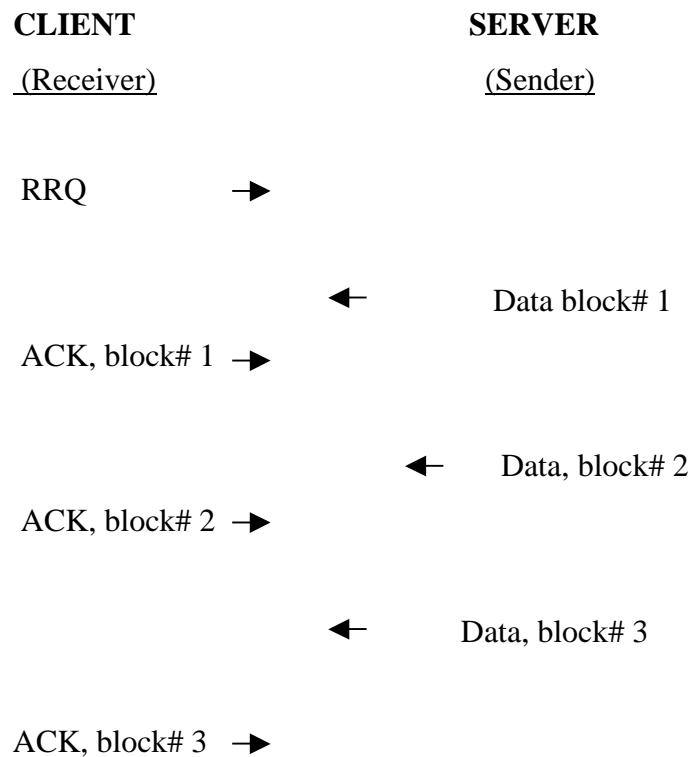 CLIENT SERVER
(Receiver) (Sender)
RRQ
Data block# 1
ACK, block# 1
Data, block# 2
ACK, block# 2
Data, block# 3
ACK, block# 3